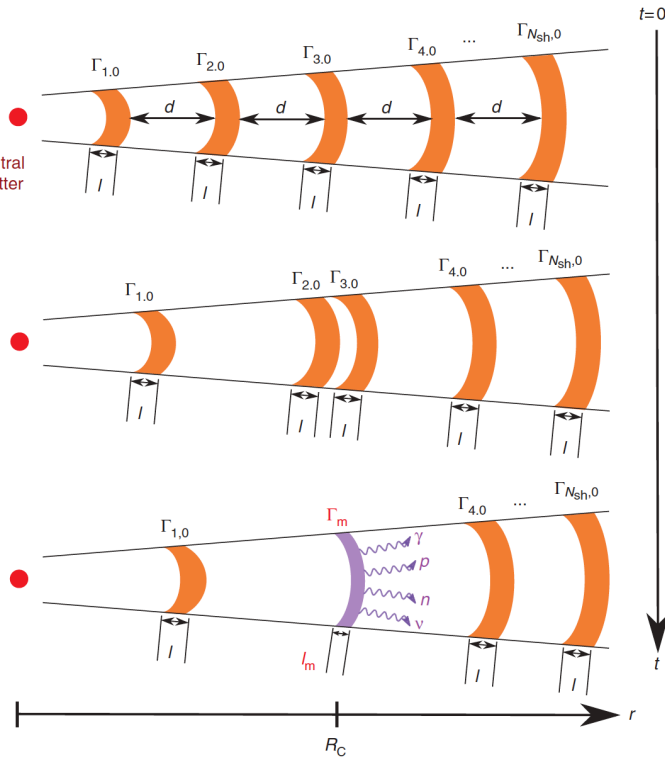 t=0
Γ1.0 Γ2.0 Γ3.0 Γ4.0 ... ΓNsh,0
d d d d
tral
tter
l l l l l
Γ1.0 Γ2.0 Γ3.0 Γ4.0 ... ΓNsh,0
l l l l l
Γ1,0 Γm Γ4.0 ... ΓNsh,0
γ
p
n
ν
l lm l l
t
r
RC